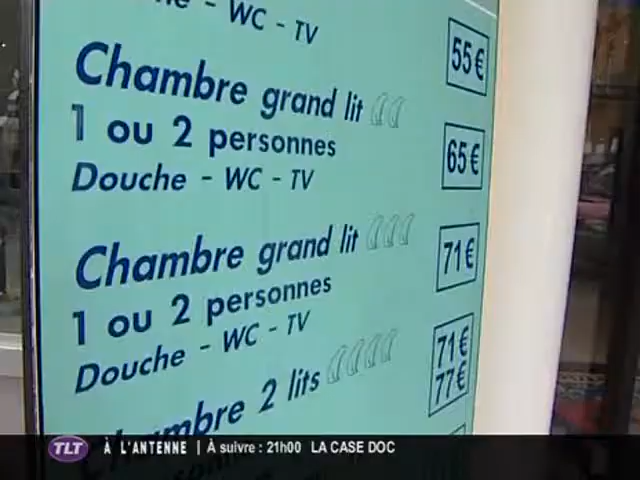 - WC - TV
55€
Chambre grand lit
1 ou 2 personnes
65€
Douche - WC - TV
Chambre grand lit
71€
1 ou 2 personnes
Douche - WC - TV
71€
77€
Chambre 2 lits
TLT À L'ANTENNE | À suivre : 21h00 LA CASE DOC